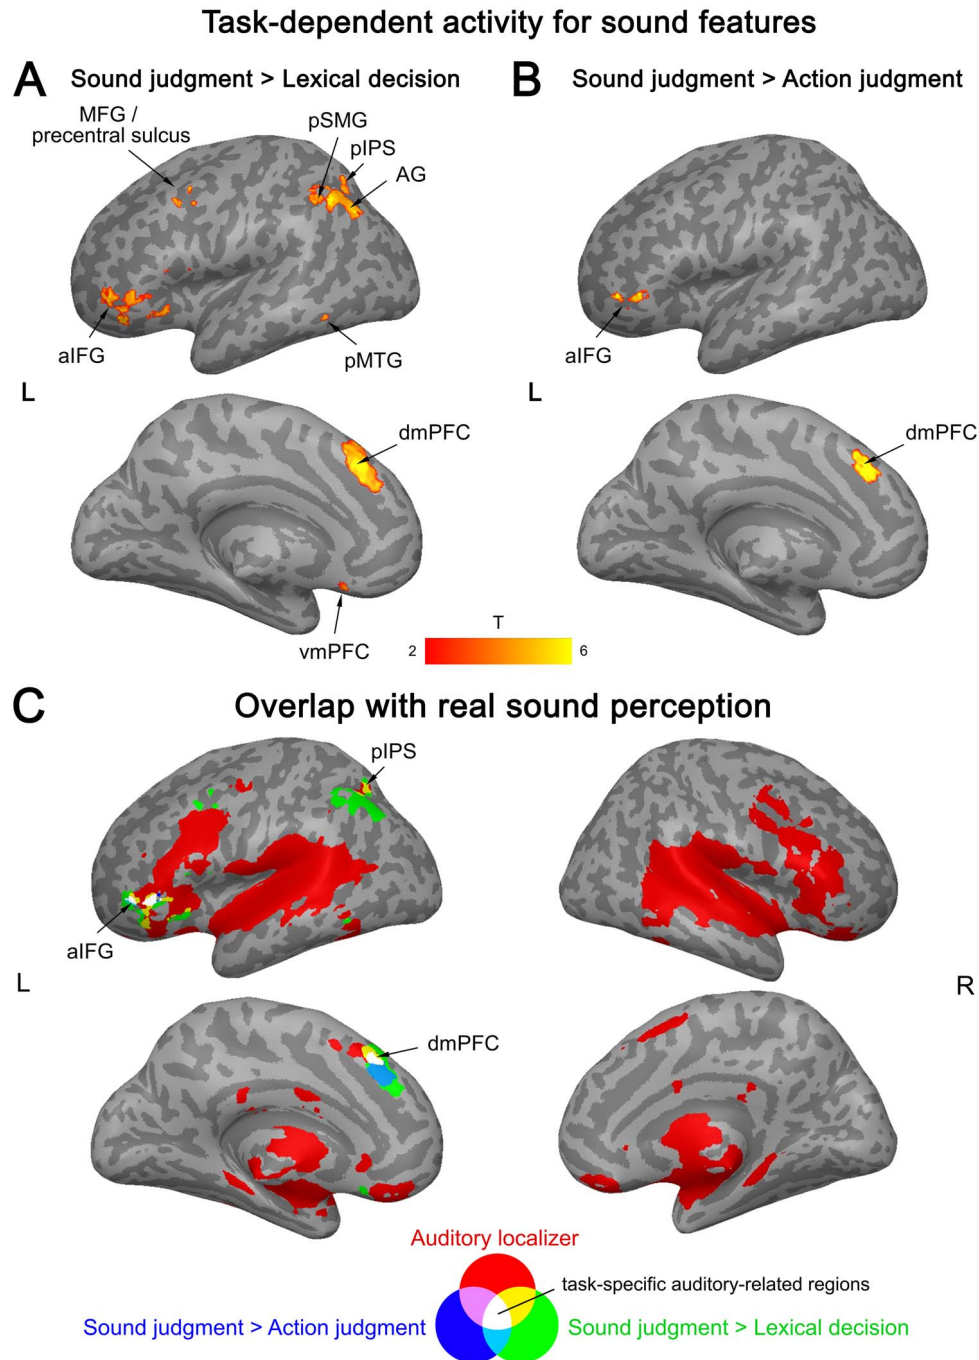 Task-dependent activity for sound features
A Sound judgment > Lexical decision
B Sound judgment > Action judgment
MFG /
precentral sulcus
pSMG
pIPS
AG
aIFG
pMTG
aIFG
L
L
dmPFC
dmPFC
vmPFC
T
2
6
C Overlap with real sound perception
pIPS
aIFG
L
R
dmPFC
Auditory localizer
task-specific auditory-related regions
Sound judgment > Action judgment
Sound judgment > Lexical decision